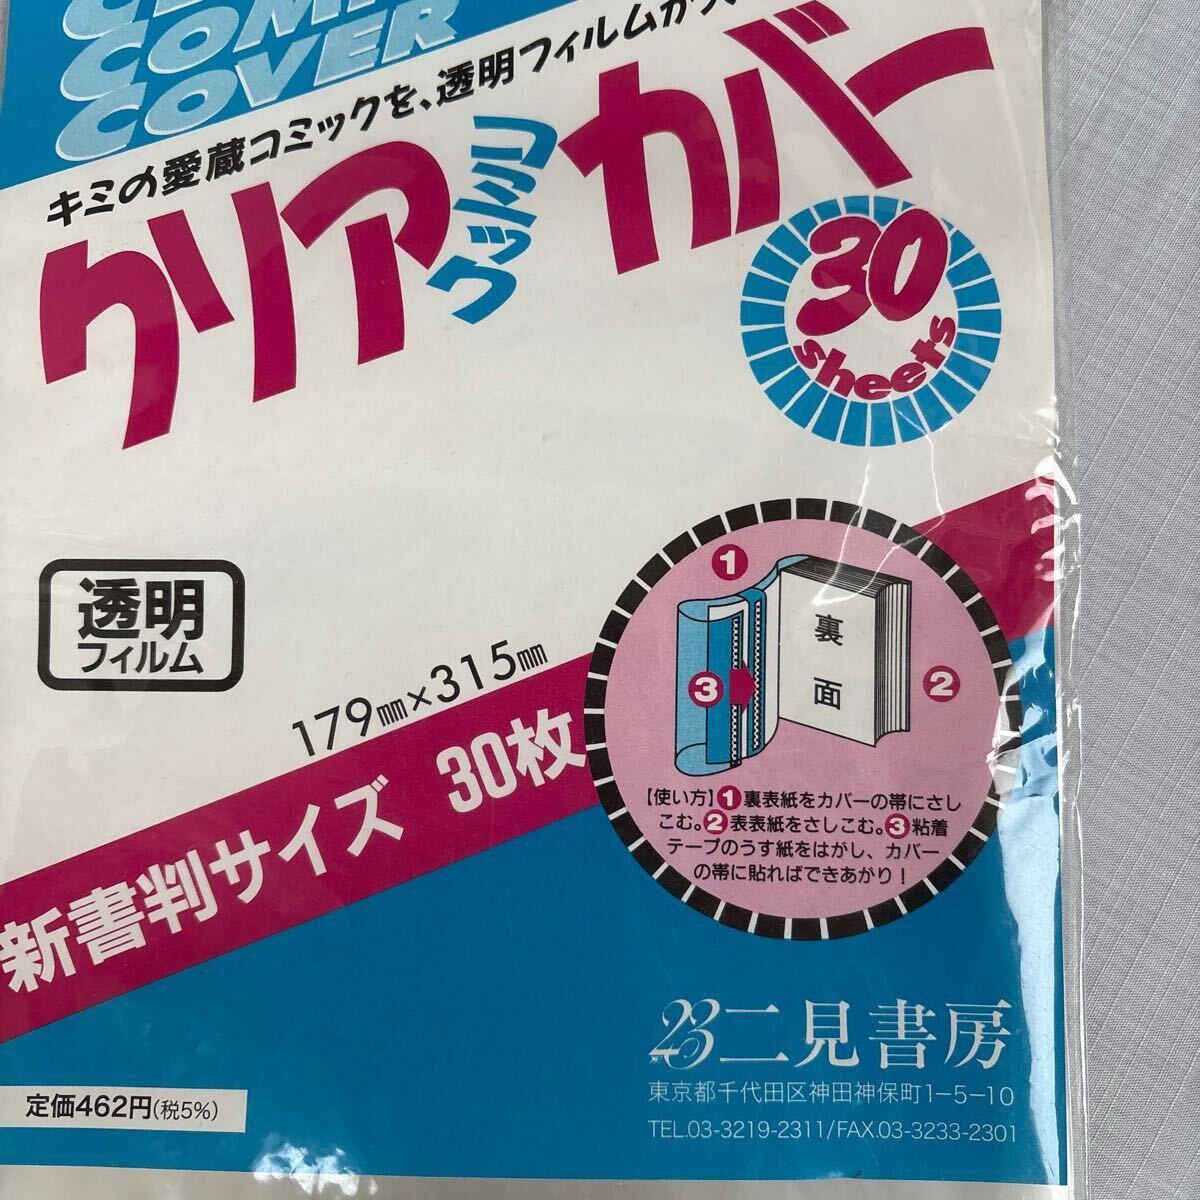 COVER
キミの愛蔵コミックを、透明フィルムが
クリアコミックカバー
30
sheets
透明
フィルム
179㎜×315㎜
新書判サイズ 30枚
1
2
3
裏面
【使い方】1裏表紙をカバーの帯にさし
こむ。2表表紙をさしこむ。3粘着
テープのうす紙をはがし、カバー
の帯に貼ればできあがり!
23二見書房
東京都千代田区神田神保町1-5-10
TEL.03-3219-2311/FAX.03-3233-2301
定価462円(税5%)